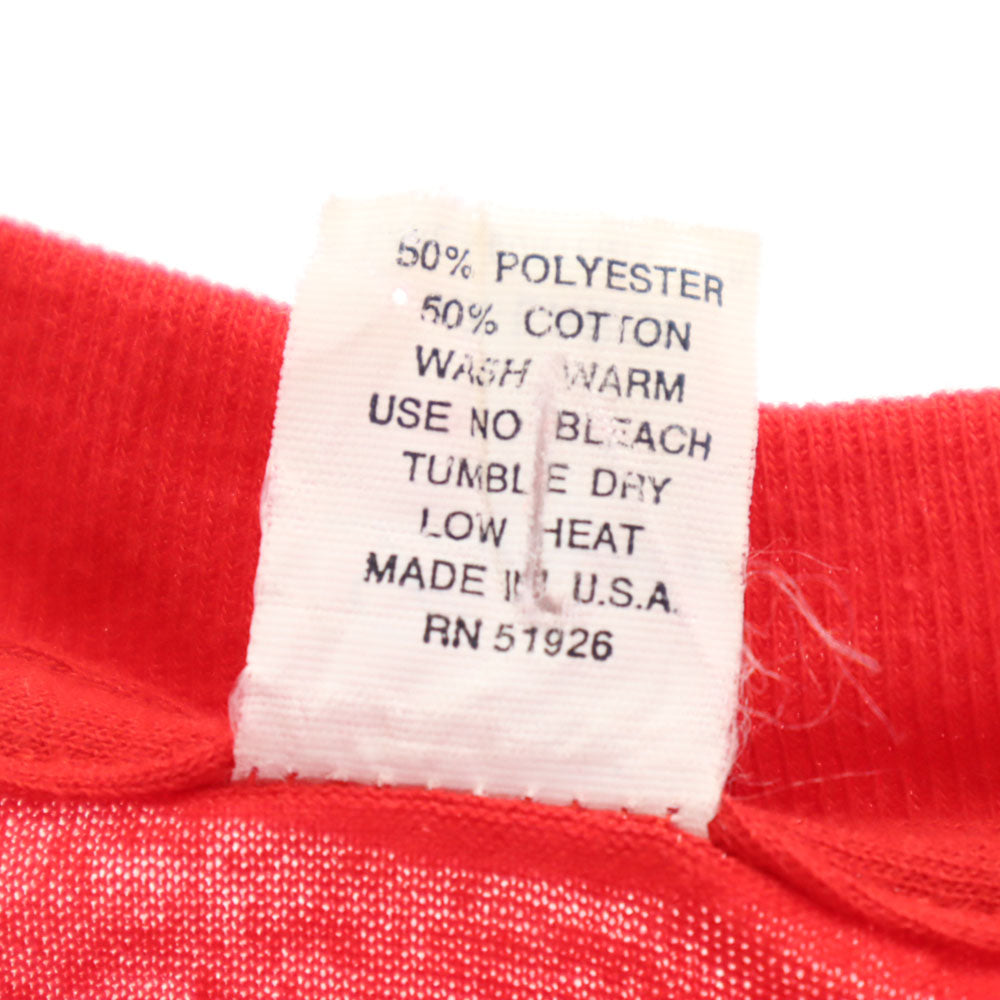 50% POLYESTER
50% COTTON
WASH WARM
USE NO BLEACH
TUMBLE DRY
LOW HEAT
MADE IN U.S.A.
RN 51926